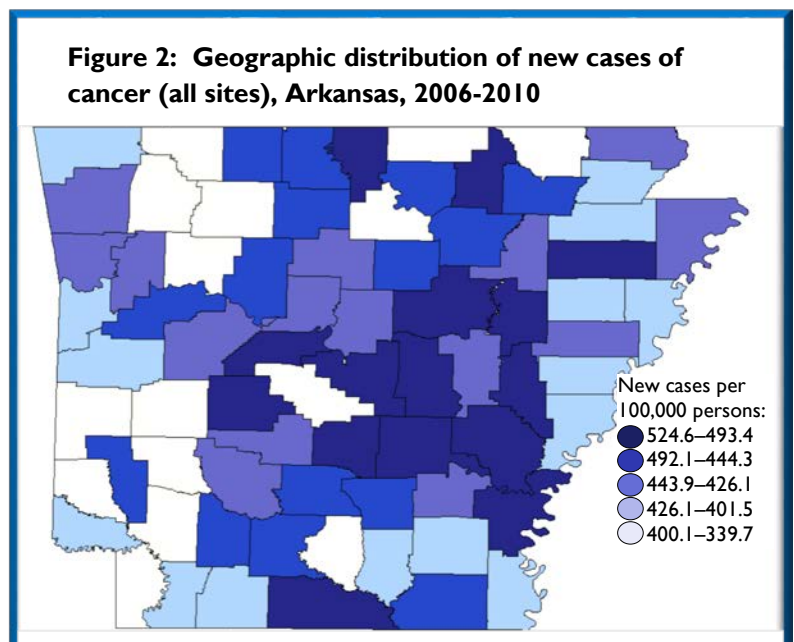 Figure 2:  Geographic distribution of new cases of
cancer (all sites), Arkansas, 2006-2010
New cases per
100,000 persons:
524.6–493.4
492.1–444.3
443.9–426.1
426.1–401.5
400.1–339.7